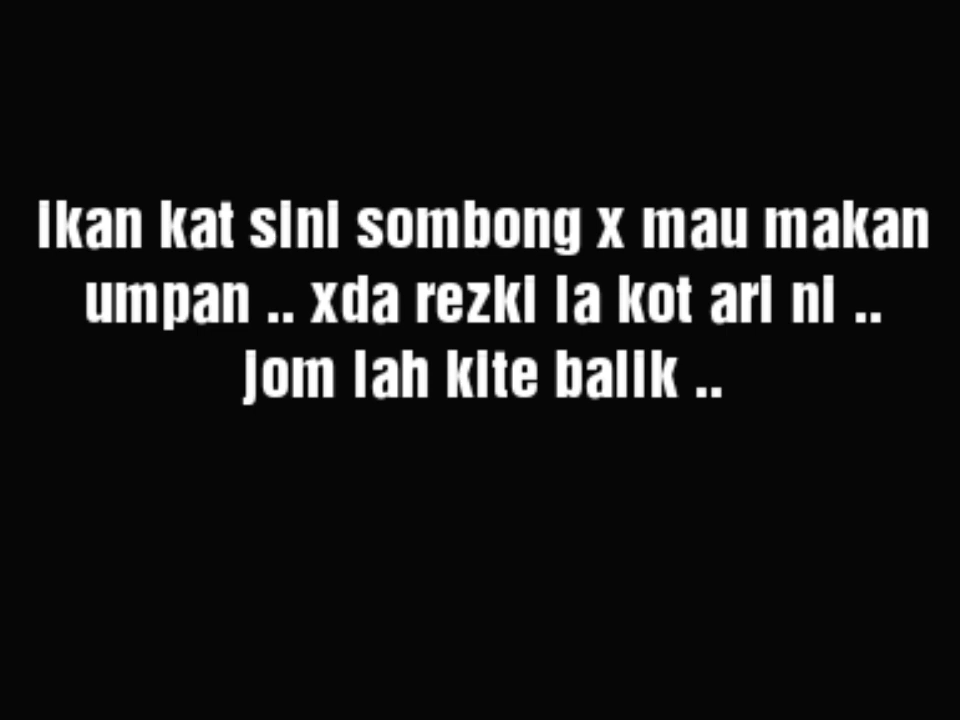 ikan kat sini sombong x mau makan
umpan .. xda rezki la kot ari ni ..
jom lah kite balik ..